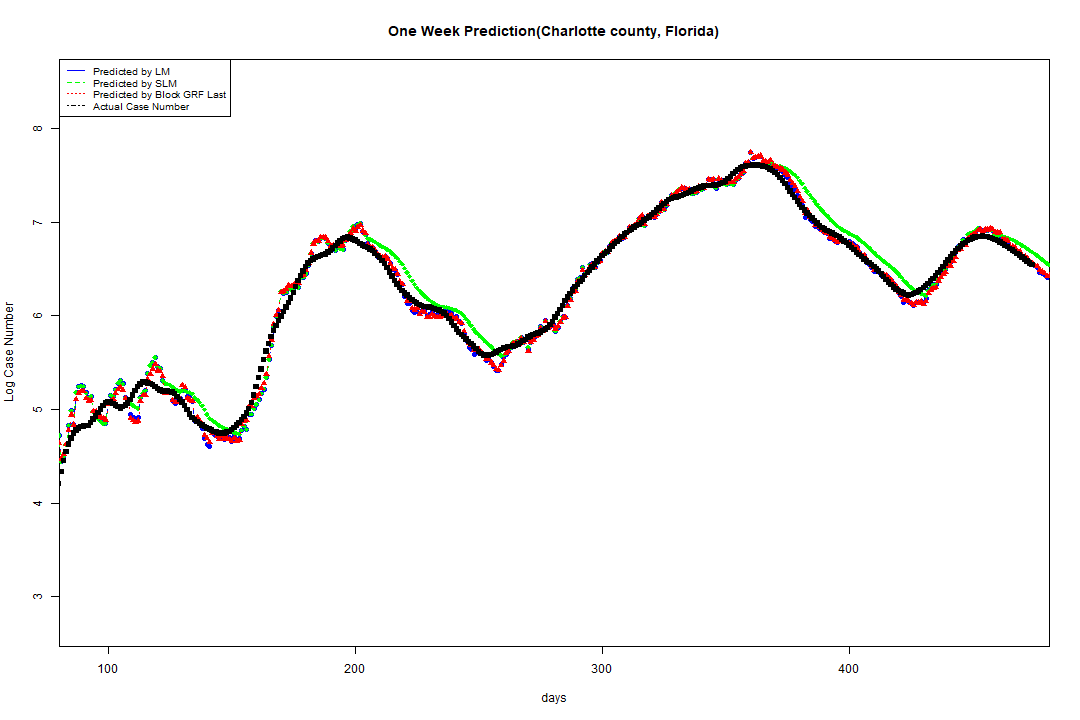 One Week Prediction(Charlotte county, Florida)
Predicted by LM
Predicted by SLM
Predicted by Block GRF Last
Actual Case Number
8
7
6
5
4
3
Log Case Number
100 200 300 400
days